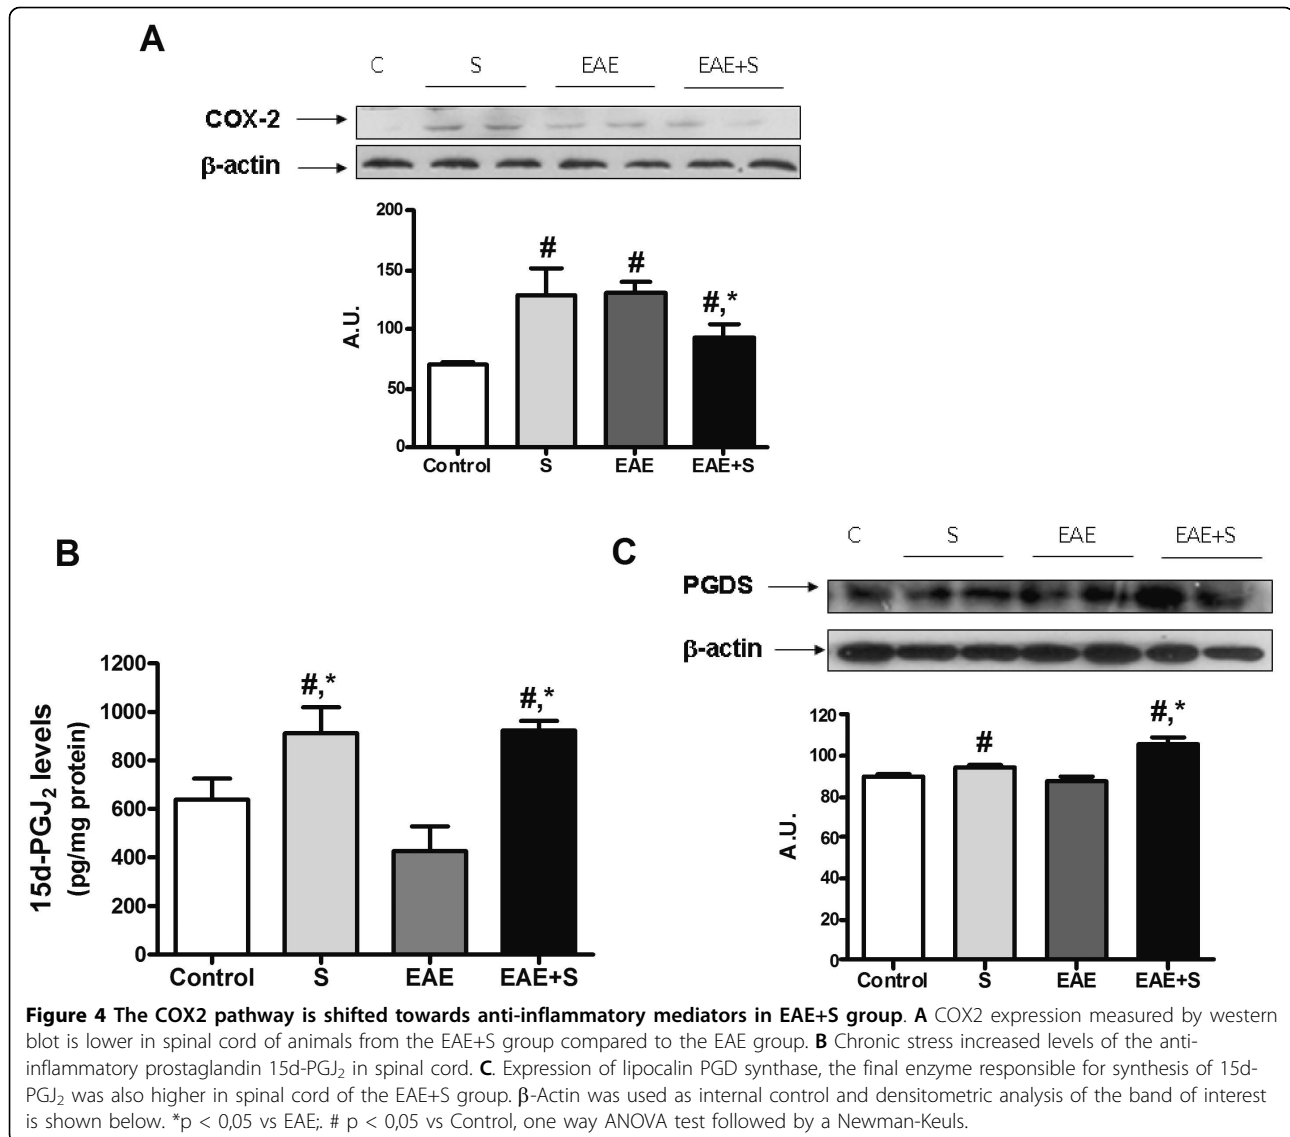 A
C S EAE EAE+S
COX-2
β-actin
200
150
100
50
0
A.U.
# # #,*
Control S EAE EAE+S
B
1200
1000
800
600
400
200
0
15d-PGJ₂ levels
(pg/mg protein)
#,* #,*
Control S EAE EAE+S
C
C S EAE EAE+S
PGDS
β-actin
120
100
80
60
40
20
0
A.U.
# #,*
Control S EAE EAE+S
Figure 4 The COX2 pathway is shifted towards anti-inflammatory mediators in EAE+S group. A COX2 expression measured by western
blot is lower in spinal cord of animals from the EAE+S group compared to the EAE group. B Chronic stress increased levels of the anti-
inflammatory prostaglandin 15d-PGJ₂ in spinal cord. C. Expression of lipocalin PGD synthase, the final enzyme responsible for synthesis of 15d-
PGJ₂ was also higher in spinal cord of the EAE+S group. β-Actin was used as internal control and densitometric analysis of the band of interest
is shown below. *p < 0,05 vs EAE;. # p < 0,05 vs Control, one way ANOVA test followed by a Newman-Keuls.